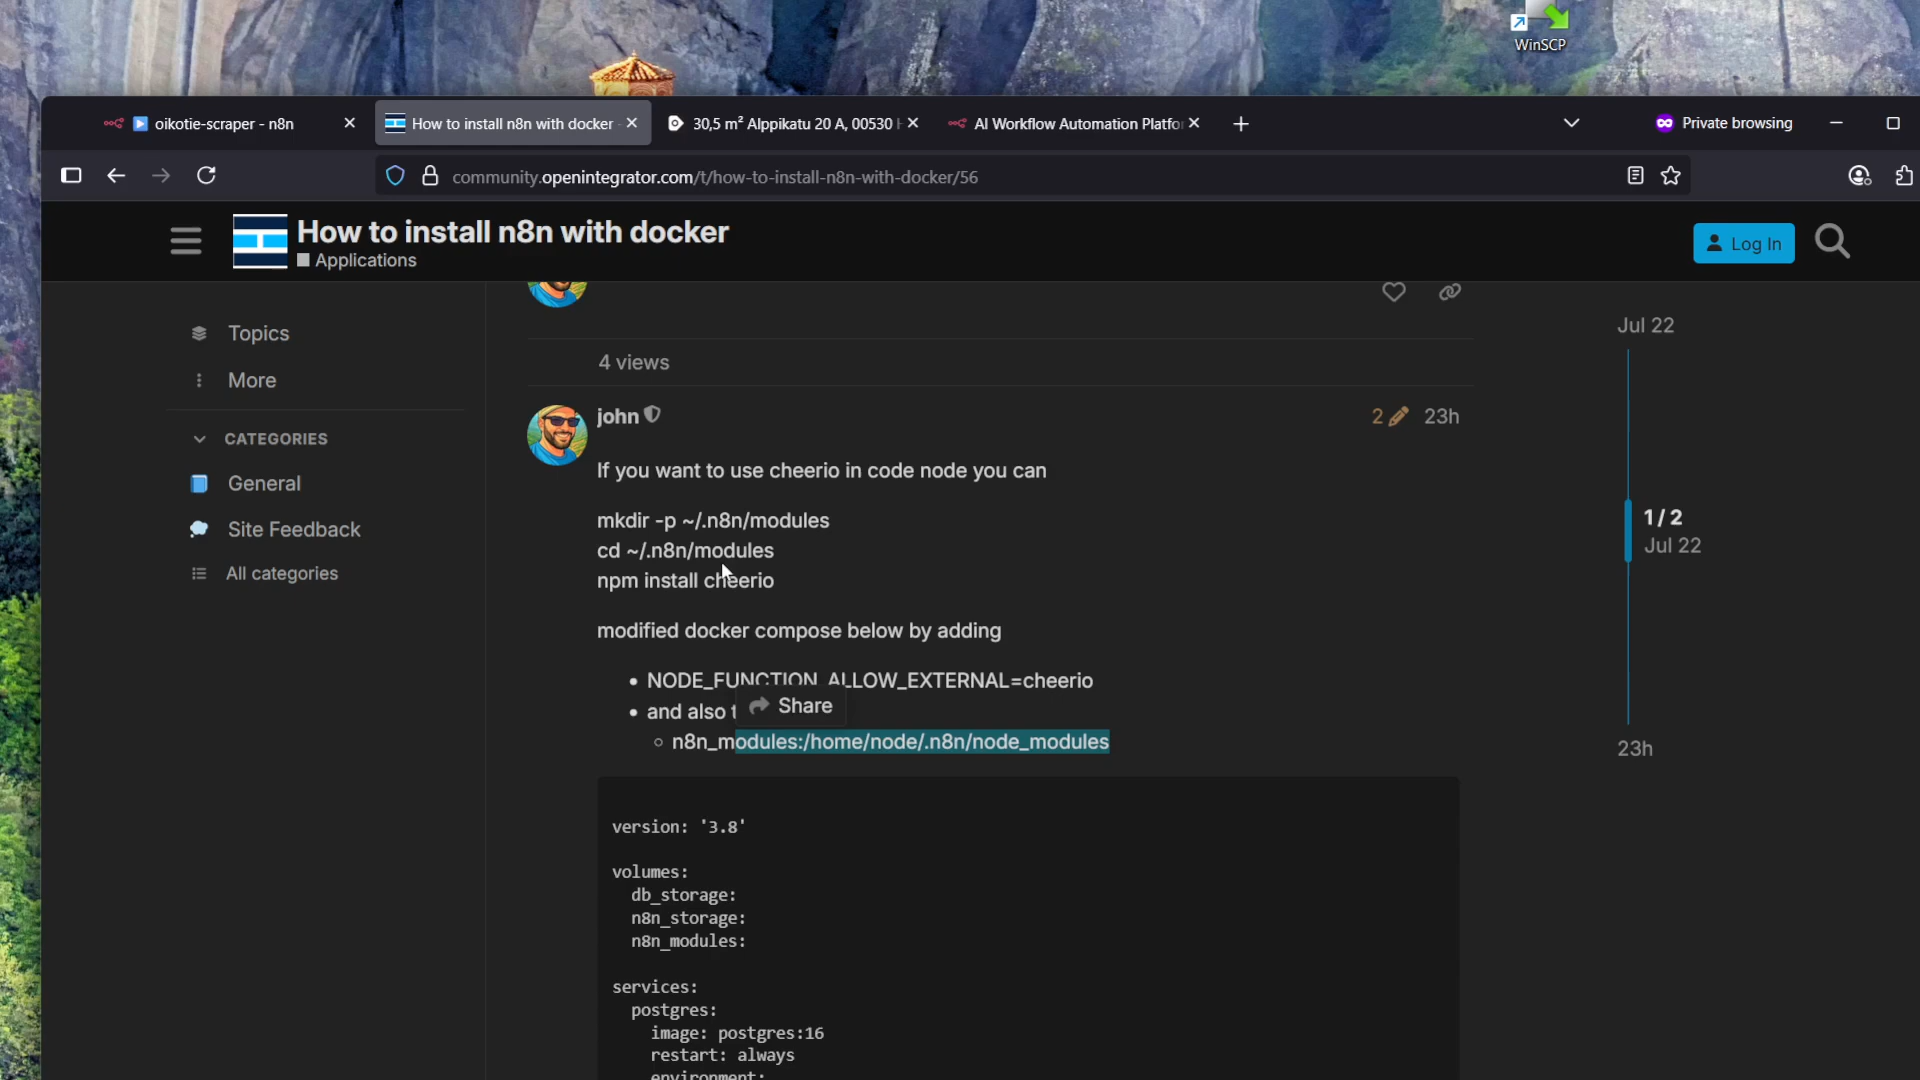 WinSCP
oikotie-scraper - n8n
How to install n8n with docker
30,5 m² Alppikatu 20 A, 00530
AI Workflow Automation Platfo
Private browsing
community.openintegrator.com/t/how-to-install-n8n-with-docker/56
How to install n8n with docker
Applications
Log In
Topics
More
CATEGORIES
General
Site Feedback
All categories
4 views
john
2
23h
If you want to use cheerio in code node you can
mkdir -p ~/.n8n/modules
cd ~/.n8n/modules
npm install cheerio
modified docker compose below by adding
• NODE_FUNCTION_ALLOW_EXTERNAL=cheerio
• and also
Share
n8n_modules:/home/node/.n8n/node_modules
version: '3.8'
volumes:
db_storage:
n8n_storage:
n8n_modules:
services:
postgres:
image: postgres:16
restart: always
environment:
Jul 22
1 / 2
Jul 22
23h